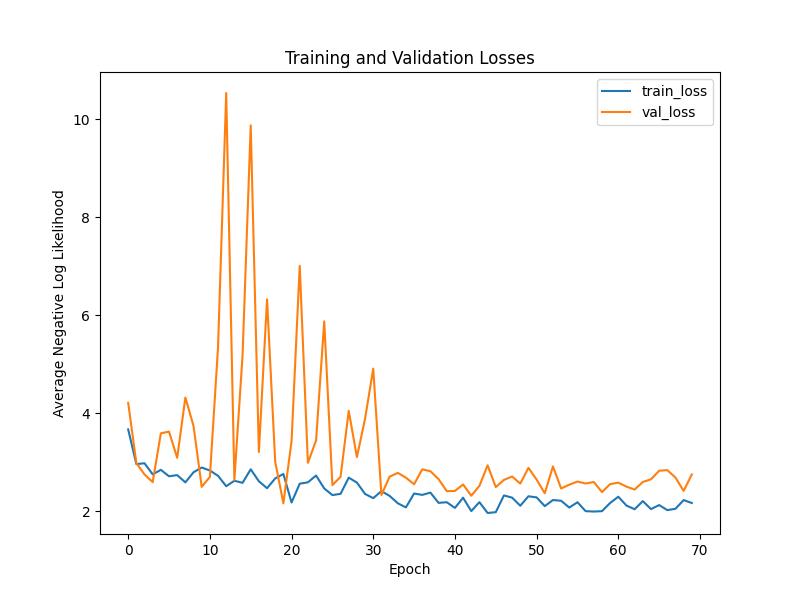 Training and Validation Losses
train_loss
val_loss
Average Negative Log Likelihood
10
8
6
4
2
0
10
20
30
40
50
60
70
Epoch